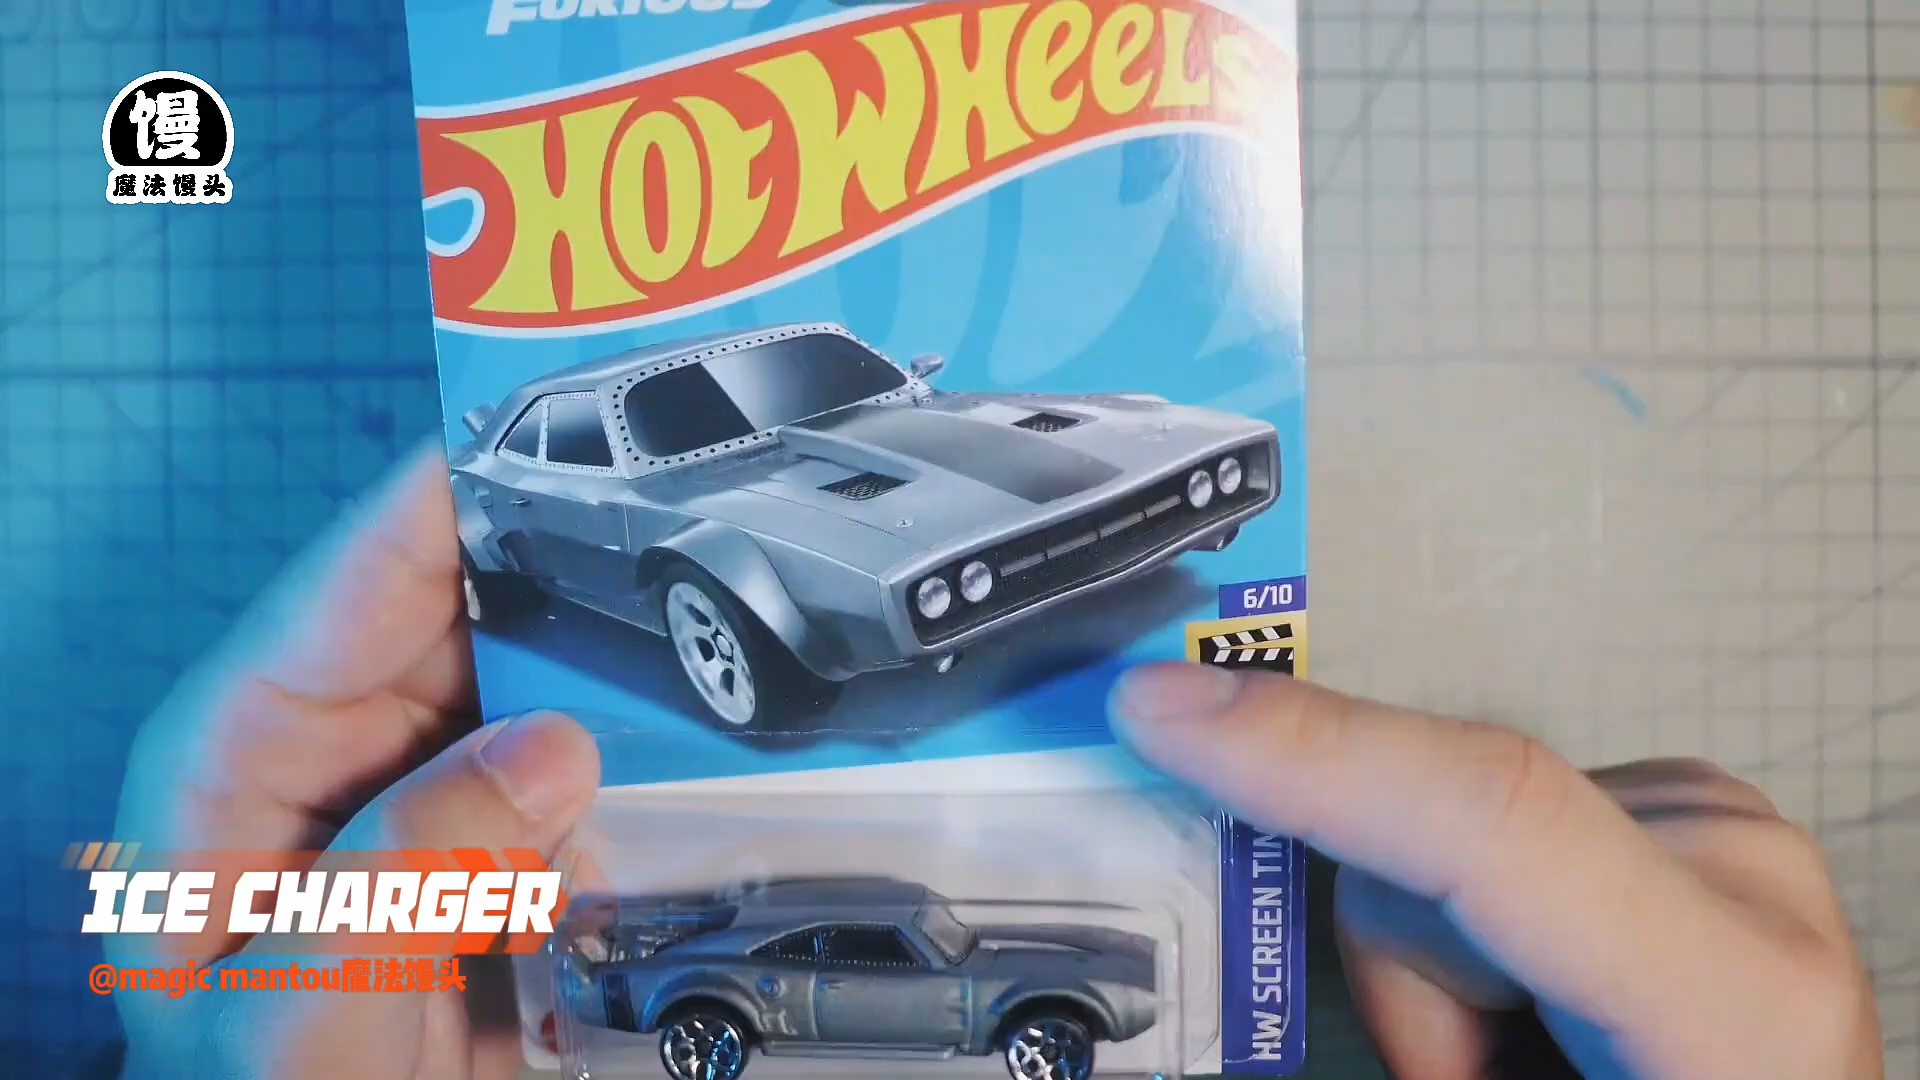 FURIOUS
HOT WHEELS
馒
魔法馒头
6/10
ICE CHARGER
@magic mantou魔法馒头
HW SCREEN TIM